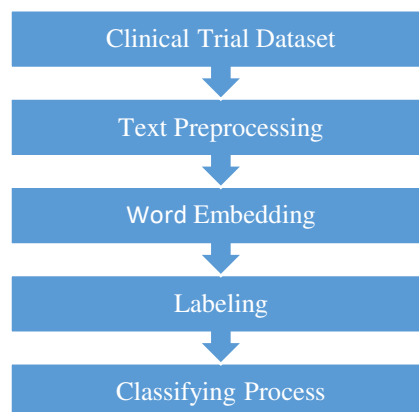 Clinical Trial Dataset
Text Preprocessing
Word Embedding
Labeling
Classifying Process